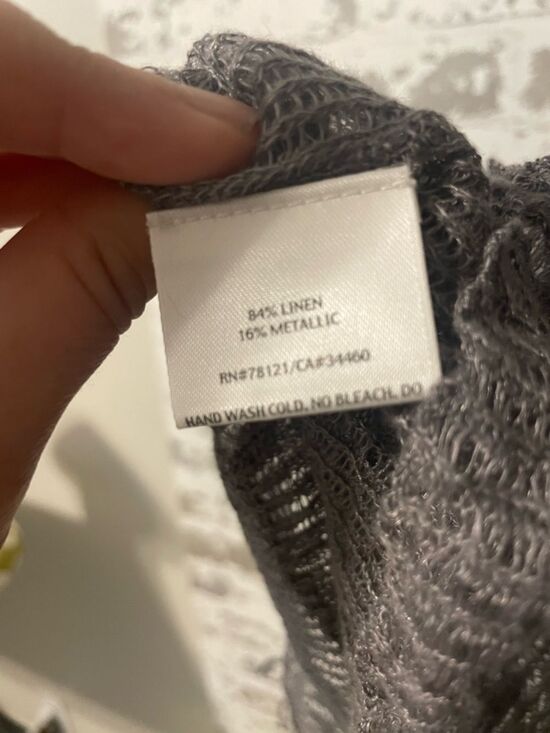 84% LINEN
16% METALLIC
RN#78121/CA#34460
HAND WASH COLD, NO BLEACH, DO